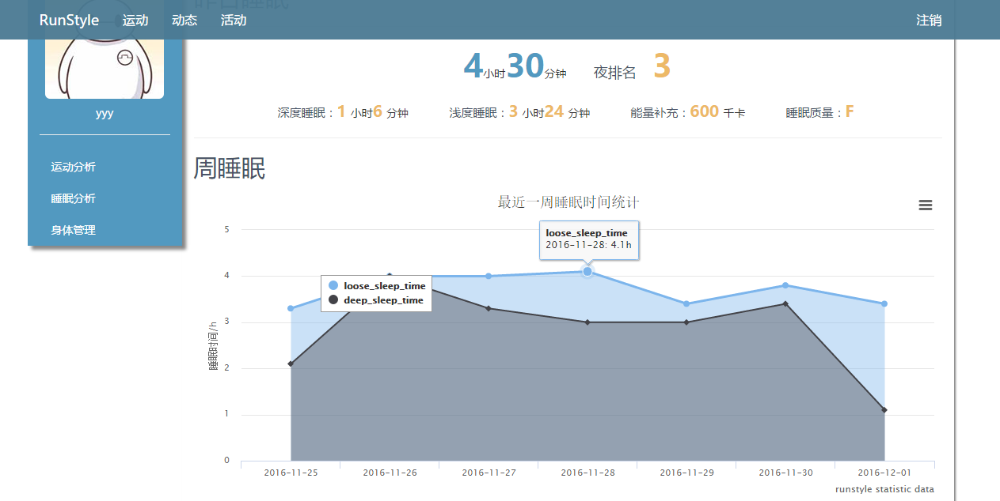 RunStyle 运动 动态 活动 注销
昨日睡眠
4小时30分钟 夜排名 3
深度睡眠：1 小时6 分钟 浅度睡眠：3 小时24 分钟 能量补充：600 千卡 睡眠质量：F
yyy
运动分析
睡眠分析
身体管理
周睡眠
最近一周睡眠时间统计
loose_sleep_time
2016-11-28: 4.1h
loose_sleep_time
deep_sleep_time
睡眠时间/h
5
4
3
2
1
0
2016-11-25 2016-11-26 2016-11-27 2016-11-28 2016-11-29 2016-11-30 2016-12-01
runstyle statistic data